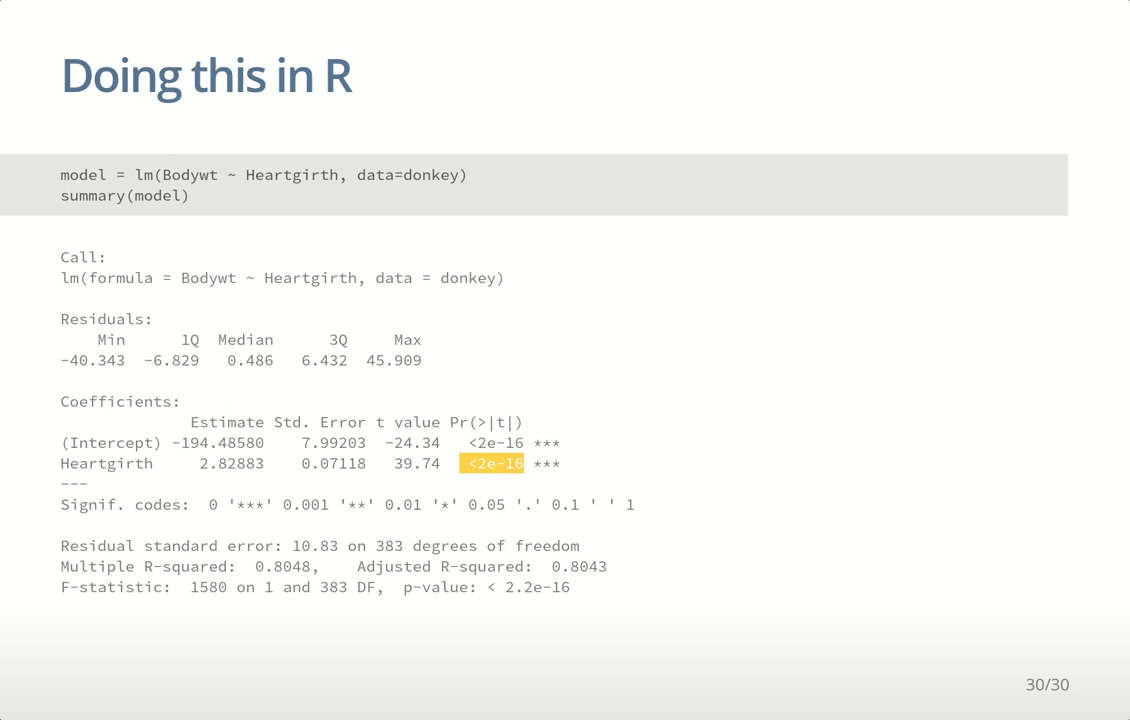 Doing this in R
model = lm(Bodywt ~ Heartgirth, data=donkey)
summary(model)
Call:
lm(formula = Bodywt ~ Heartgirth, data = donkey)
Residuals:
    Min      1Q  Median      3Q     Max
-40.343  -6.829   0.486   6.432  45.909
Coefficients:
              Estimate Std. Error t value Pr(>|t|)
(Intercept) -194.48580    7.99203  -24.34   <2e-16 ***
Heartgirth     2.82883    0.07118   39.74   <2e-16 ***
---
Signif. codes:  0 '***' 0.001 '**' 0.01 '*' 0.05 '.' 0.1 ' ' 1
Residual standard error: 10.83 on 383 degrees of freedom
Multiple R-squared:  0.8048,    Adjusted R-squared:  0.8043
F-statistic:  1580 on 1 and 383 DF,  p-value: < 2.2e-16
30/30